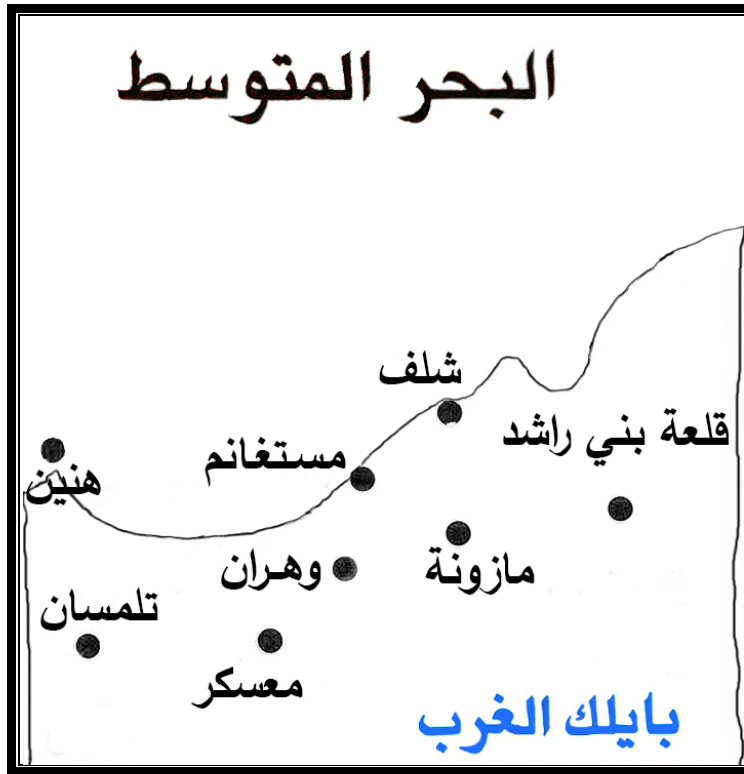 البحر المتوسط
شلف
قلعة بني راشد
مستغانم
هنين
وهران
مازونة
تلمسان
معسكر
بايلك الغرب